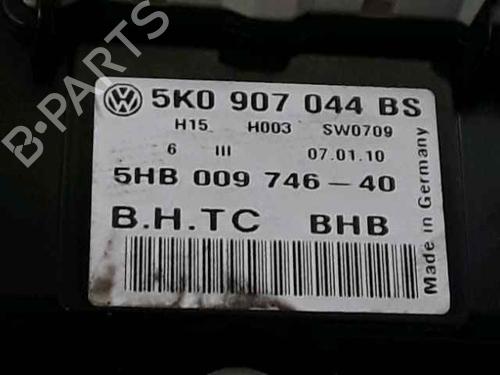 5K0 907 044 BS
H15 H003 SW0709
6 III 07.01.10
5HB 009 746-40
B.H.TC BHB
Made in Germany
B-PARTS